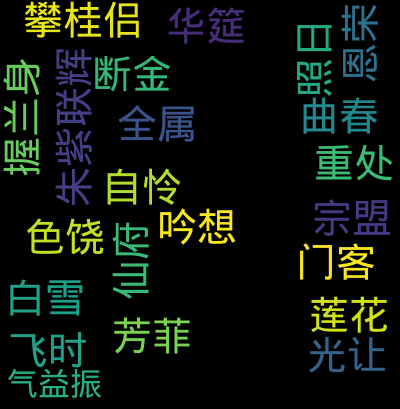 攀桂侣
华筵
照日
恩荣
握兰身
朱紫联辉
断金
全属
曲春
重处
自怜
宗盟
色饶
仙府
吟想
门客
白雪
莲花
飞时
芳菲
光让
气益振